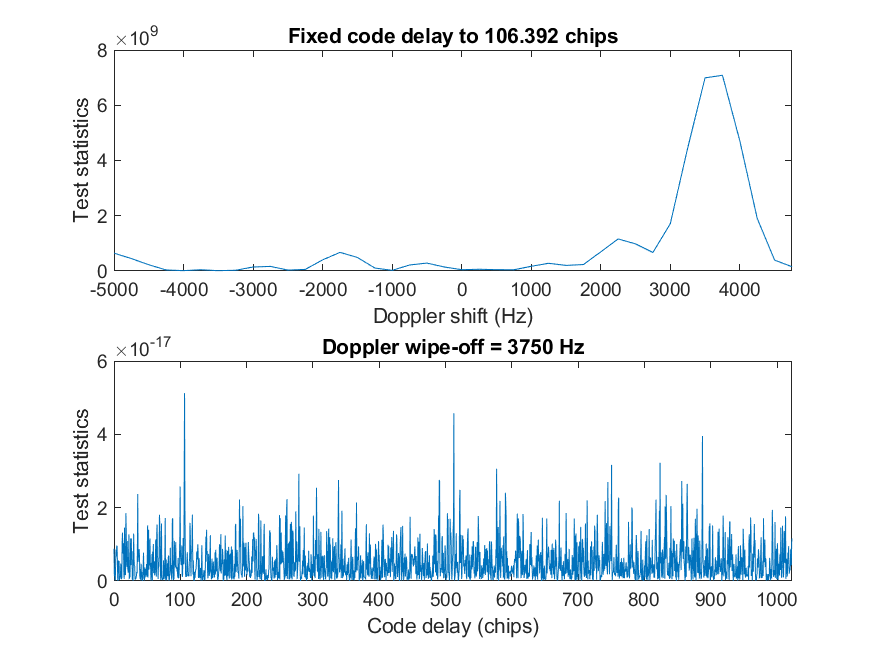 ×10^9
Fixed code delay to 106.392 chips
8
6
4
2
0
Test statistics
-5000 -4000 -3000 -2000 -1000 0 1000 2000 3000 4000
Doppler shift (Hz)
×10^-17
Doppler wipe-off = 3750 Hz
6
4
2
0
Test statistics
0 100 200 300 400 500 600 700 800 900 1000
Code delay (chips)